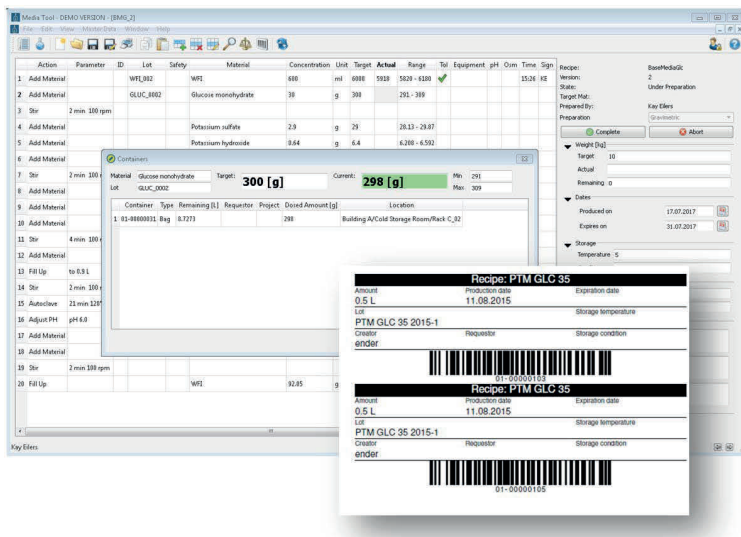 Media Tool - DEMO VERSION - [BMG_2]
File Edit View Master Data Window Help
Action Parameter ID Lot Safety Material Concentration Unit Target Actual Range Tol Equipment pH Osm Time Sign
1 Add Material WFI_002 WFI 600 ml 6000 5910 5820 - 6180 15:26 KE
2 Add Material GLUC_0002 Glucose monohydrate 30 g 300 291 - 309
3 Stir 2 min 100 rpm
4 Add Material Potassium sulfate 2.9 g 29 28.13 - 29.87
5 Add Material Potassium hydroxide 0.64 g 6.4 6.208 - 6.592
6 Add Material
7 Stir 2 min 100
8 Add Material
9 Add Material
10 Add Material
11 Stir 4 min 100
12 Add Material
13 Fill Up to 0.9 L
14 Stir 2 min 100
15 Autoclave 21 min 120°
16 Adjust PH pH 6.0
17 Add Material
18 Add Material
19 Stir 2 min 100 rpm
20 Fill Up WFI 92.05 g
Kay Eilers
Recipe: BaseMediaGlc
Version: 2
State: Under Preparation
Target Mat:
Prepared By: Kay Eilers
Preparation Gravimetric
Complete Abort
Weight [kg]
Target 10
Actual
Remaining 0
Dates
Produced on 17.07.2017
Expires on 31.07.2017
Storage
Temperature 5
Containers
Material Glucose monohydrate Target: 300 [g] Current: 298 [g] Min 291
Lot GLUC_0002 Max 309
Container Type Remaining [L] Requestor Project Dosed Amount [g] Location
1 01-00000031 Bag 8.7273 298 Building A/Cold Storage Room/Rack C_02
Recipe: PTM GLC 35
Amount Production date Expiration date
0.5 L 11.08.2015
Lot Storage temperature
PTM GLC 35 2015-1
Creator Requestor Storage condition
ender
01-00000103
Recipe: PTM GLC 35
Amount Production date Expiration date
0.5 L 11.08.2015
Lot Storage temperature
PTM GLC 35 2015-1
Creator Requestor Storage condition
ender
01-00000105